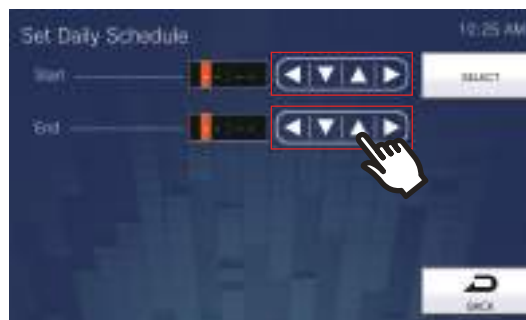 Set Daily Schedule
10:25 AM
Start
SELECT
End
BACK